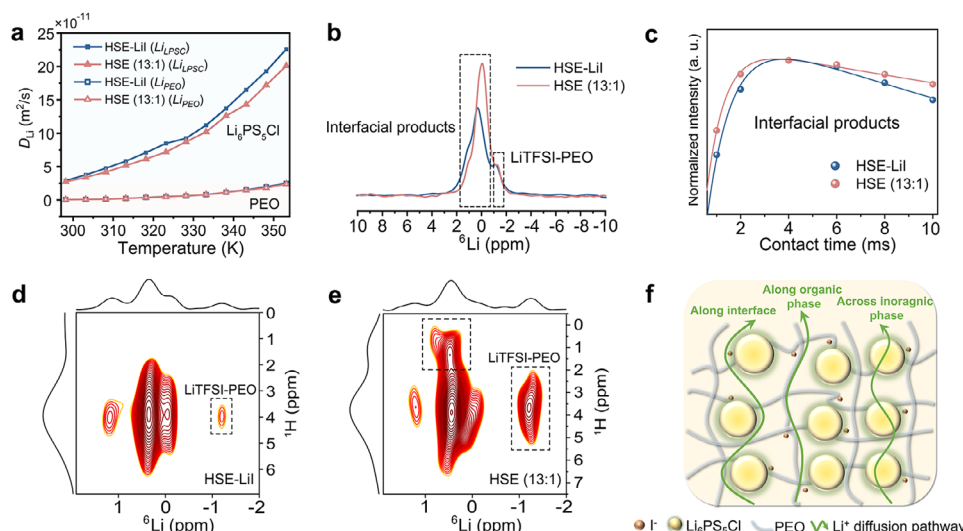 a
×10⁻¹¹
25
20
15
10
5
0
D_Li (m²/s)
HSE-LiI (Li_LPSC)
HSE (13:1) (Li_LPSC)
HSE-LiI (Li_PEO)
HSE (13:1) (Li_PEO)
Li₆PS₅Cl
PEO
300 310 320 330 340 350
Temperature (K)
b
HSE-LiI
HSE (13:1)
Interfacial products
LiTFSI-PEO
10 8 6 4 2 0 -2 -4 -6 -8 -10
⁶Li (ppm)
c
Normalized intensity (a. u.)
Interfacial products
HSE-LiI
HSE (13:1)
2 4 6 8 10
Contact time (ms)
d
LiTFSI-PEO
HSE-LiI
0
1
2
3
4
5
6
¹H (ppm)
1 0 -1 -2
⁶Li (ppm)
e
LiTFSI-PEO
HSE (13:1)
0
1
2
3
4
5
6
7
¹H (ppm)
1 0 -1 -2
⁶Li (ppm)
f
Along interface
Along organic
phase
Across inoragnic
phase
I⁻ Li₆PS₅Cl PEO Li⁺ diffusion pathway